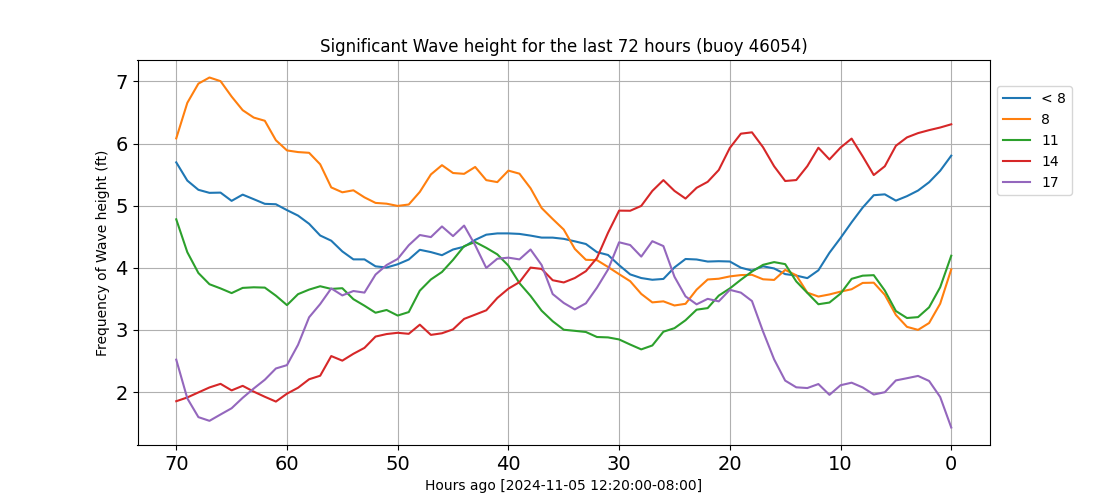 Significant Wave height for the last 72 hours (buoy 46054)
Frequency of Wave height (ft)
7
6
5
4
3
2
70 60 50 40 30 20 10 0
Hours ago [2024-11-05 12:20:00-08:00]
< 8
8
11
14
17